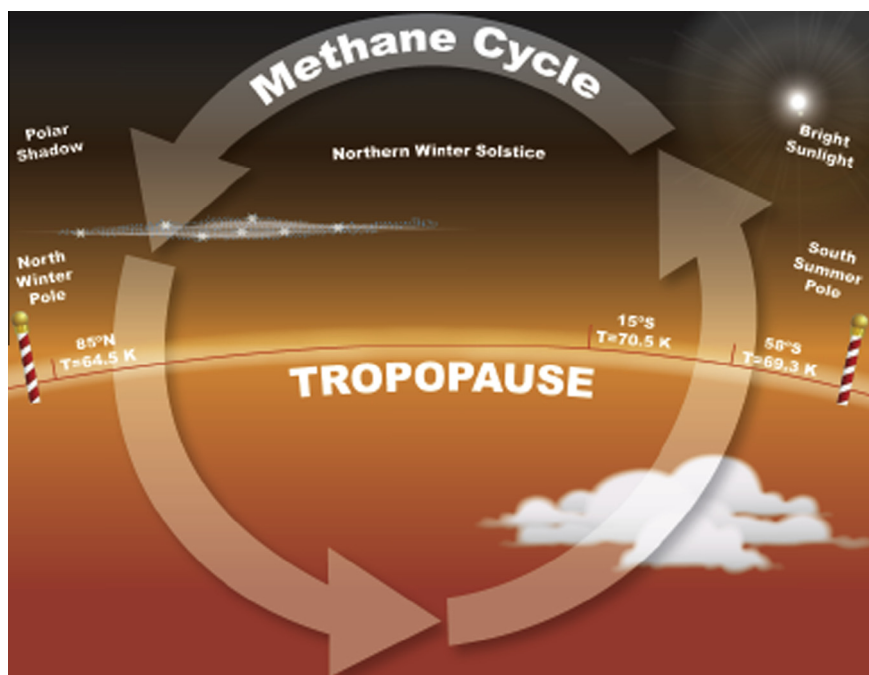 Methane Cycle
Polar
Shadow
Northern Winter Solstice
Bright
Sunlight
North
Winter
Pole
South
Summer
Pole
85°N
T=64.5 K
15°S
T=70.5 K
58°S
T=69.3 K
TROPOPAUSE